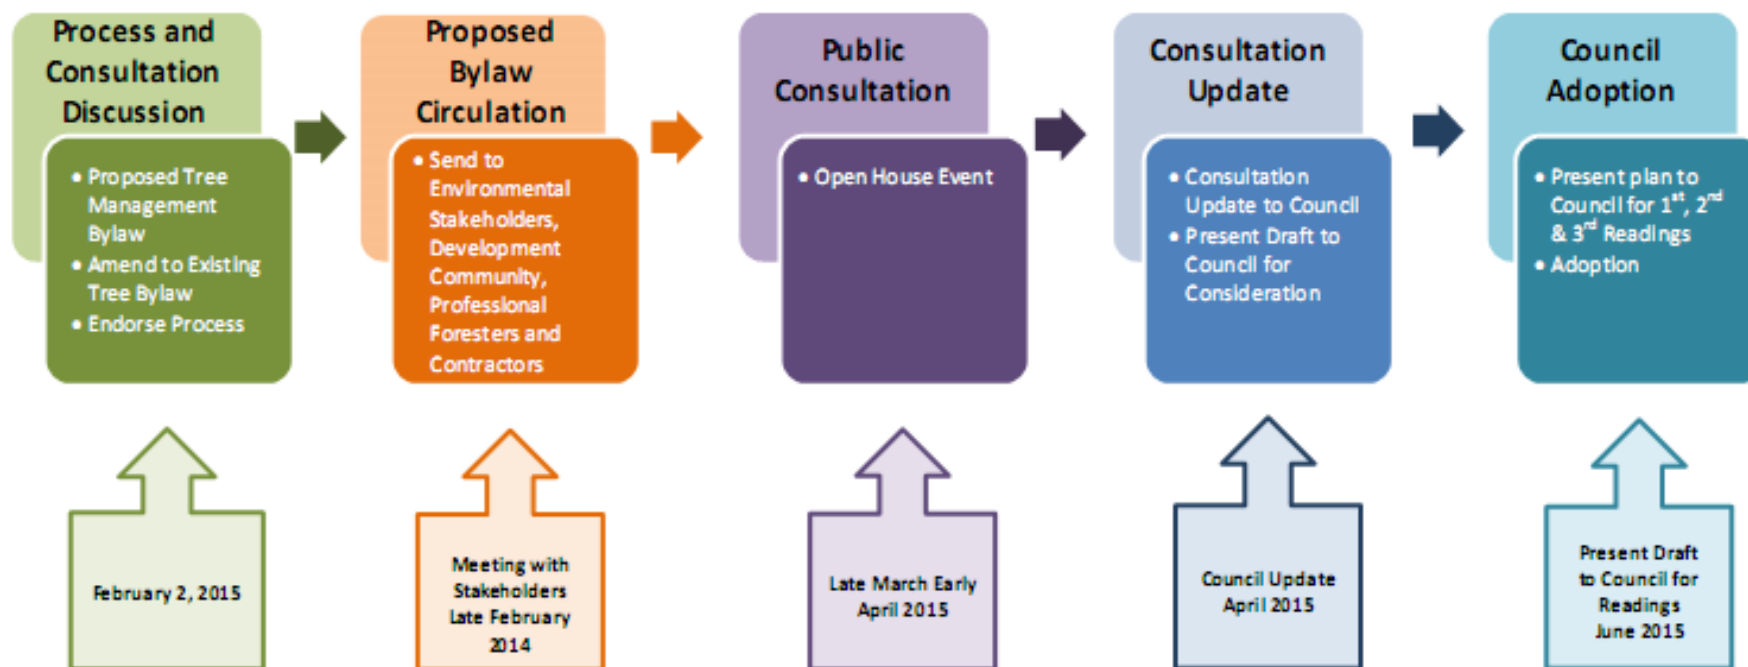 Process and
Consultation
Discussion
• Proposed Tree
Management
Bylaw
• Amend to Existing
Tree Bylaw
• Endorse Process
February 2, 2015
Proposed
Bylaw
Circulation
• Send to
Environmental
Stakeholders,
Development
Community,
Professional
Foresters and
Contractors
Meeting with
Stakeholders
Late February
2014
Public
Consultation
• Open House Event
Late March Early
April 2015
Consultation
Update
• Consultation
Update to Council
• Present Draft to
Council for
Consideration
Council Update
April 2015
Council
Adoption
• Present plan to
Council for 1st, 2nd
& 3rd Readings
• Adoption
Present Draft
to Council for
Readings
June 2015